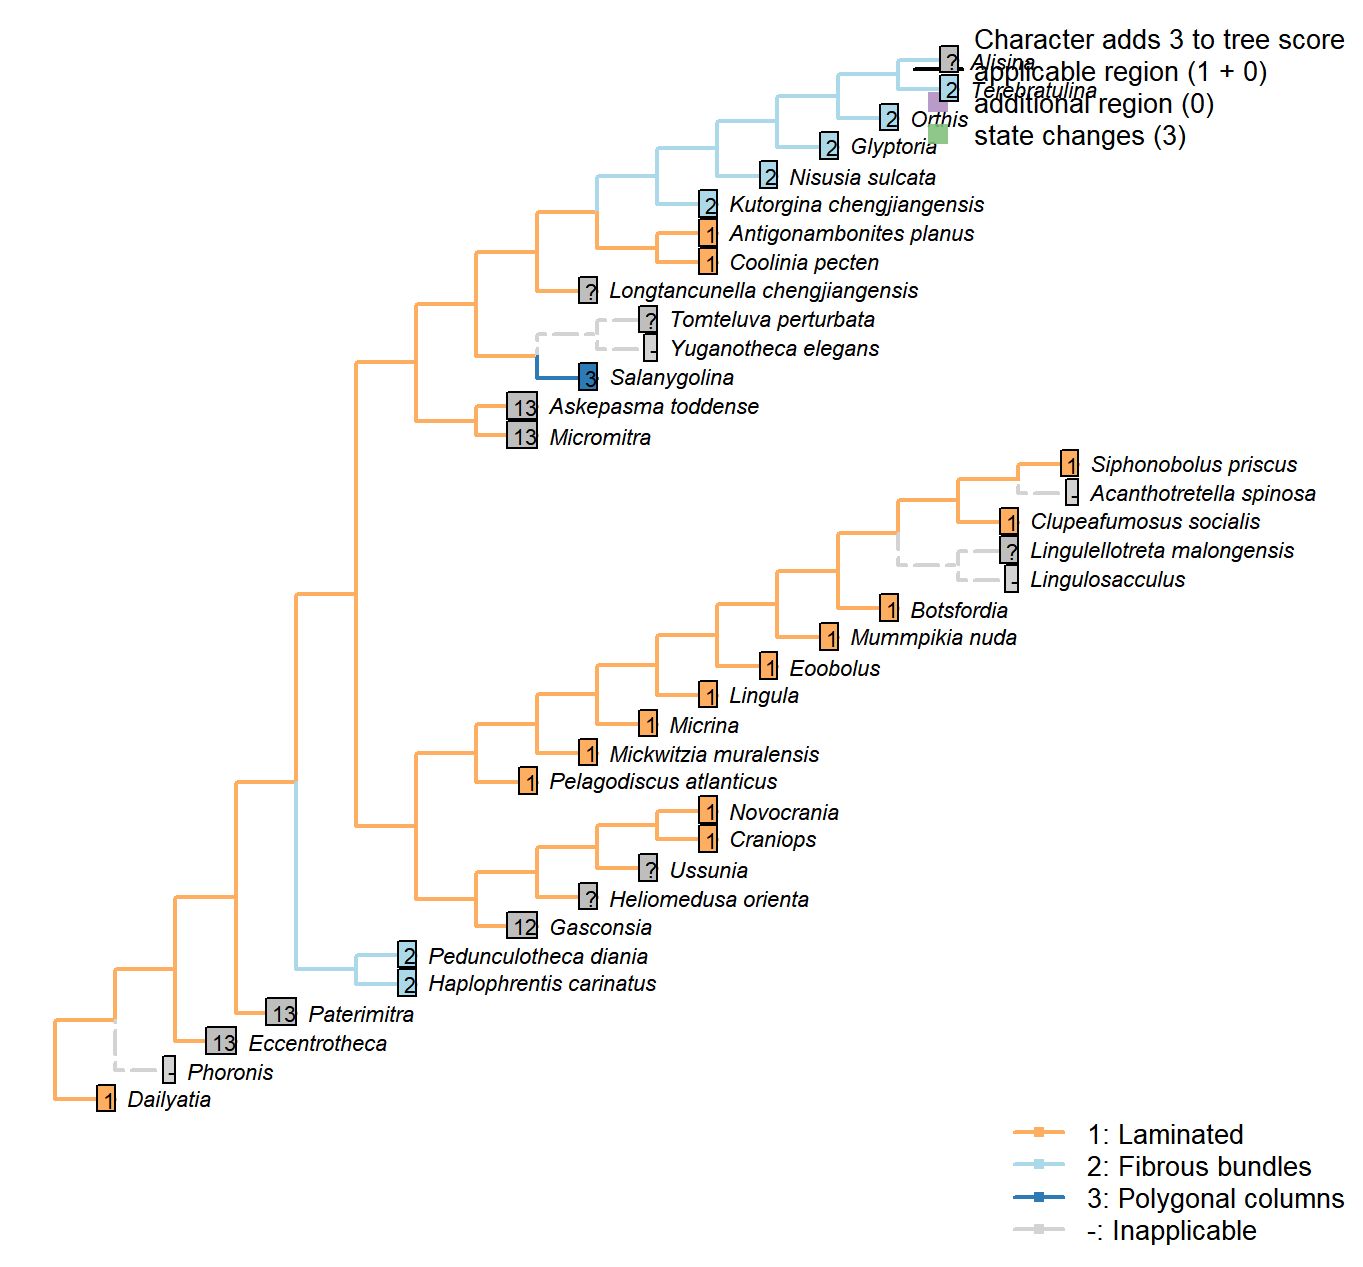 Character adds 3 to tree score
? Alisina
applicable region (1 + 0)
2 Terebratulina
additional region (0)
2 Orthis
state changes (3)
2 Glyptoria
2 Nisusia sulcata
2 Kutorgina chengjiangensis
1 Antigonambonites planus
1 Coolinia pecten
? Longtancunella chengjiangensis
? Tomteluva perturbata
- Yuganotheca elegans
3 Salanygolina
13 Askepasma toddense
13 Micromitra
1 Siphonobolus priscus
- Acanthotretella spinosa
1 Clupeafumosus socialis
? Lingulellotreta malongensis
- Lingulosacculus
1 Botsfordia
1 Mummpikia nuda
1 Eoobolus
1 Lingula
1 Micrina
1 Mickwitzia muralensis
1 Pelagodiscus atlanticus
1 Novocrania
1 Craniops
? Ussunia
? Heliomedusa orienta
12 Gasconsia
2 Pedunculotheca diania
2 Haplophrentis carinatus
13 Paterimitra
13 Eccentrotheca
- Phoronis
1 Dailyatia
1: Laminated
2: Fibrous bundles
3: Polygonal columns
-: Inapplicable